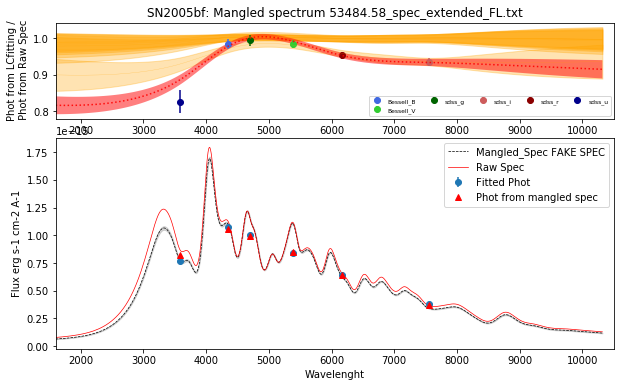 SN2005bf: Mangled spectrum 53484.58_spec_extended_FL.txt
Phot from LCfitting /
Phot from Raw Spec
1.0
0.9
0.8
Bessell_B
Bessell_V
sdss_g
sdss_i
sdss_r
sdss_u
2000 3000 4000 5000 6000 7000 8000 9000 10000
Flux erg s-1 cm-2 A-1
1.75
1.50
1.25
1.00
0.75
0.50
0.25
0.00
Mangled_Spec FAKE SPEC
Raw Spec
Fitted Phot
Phot from mangled spec
2000 3000 4000 5000 6000 7000 8000 9000 10000
Wavelenght